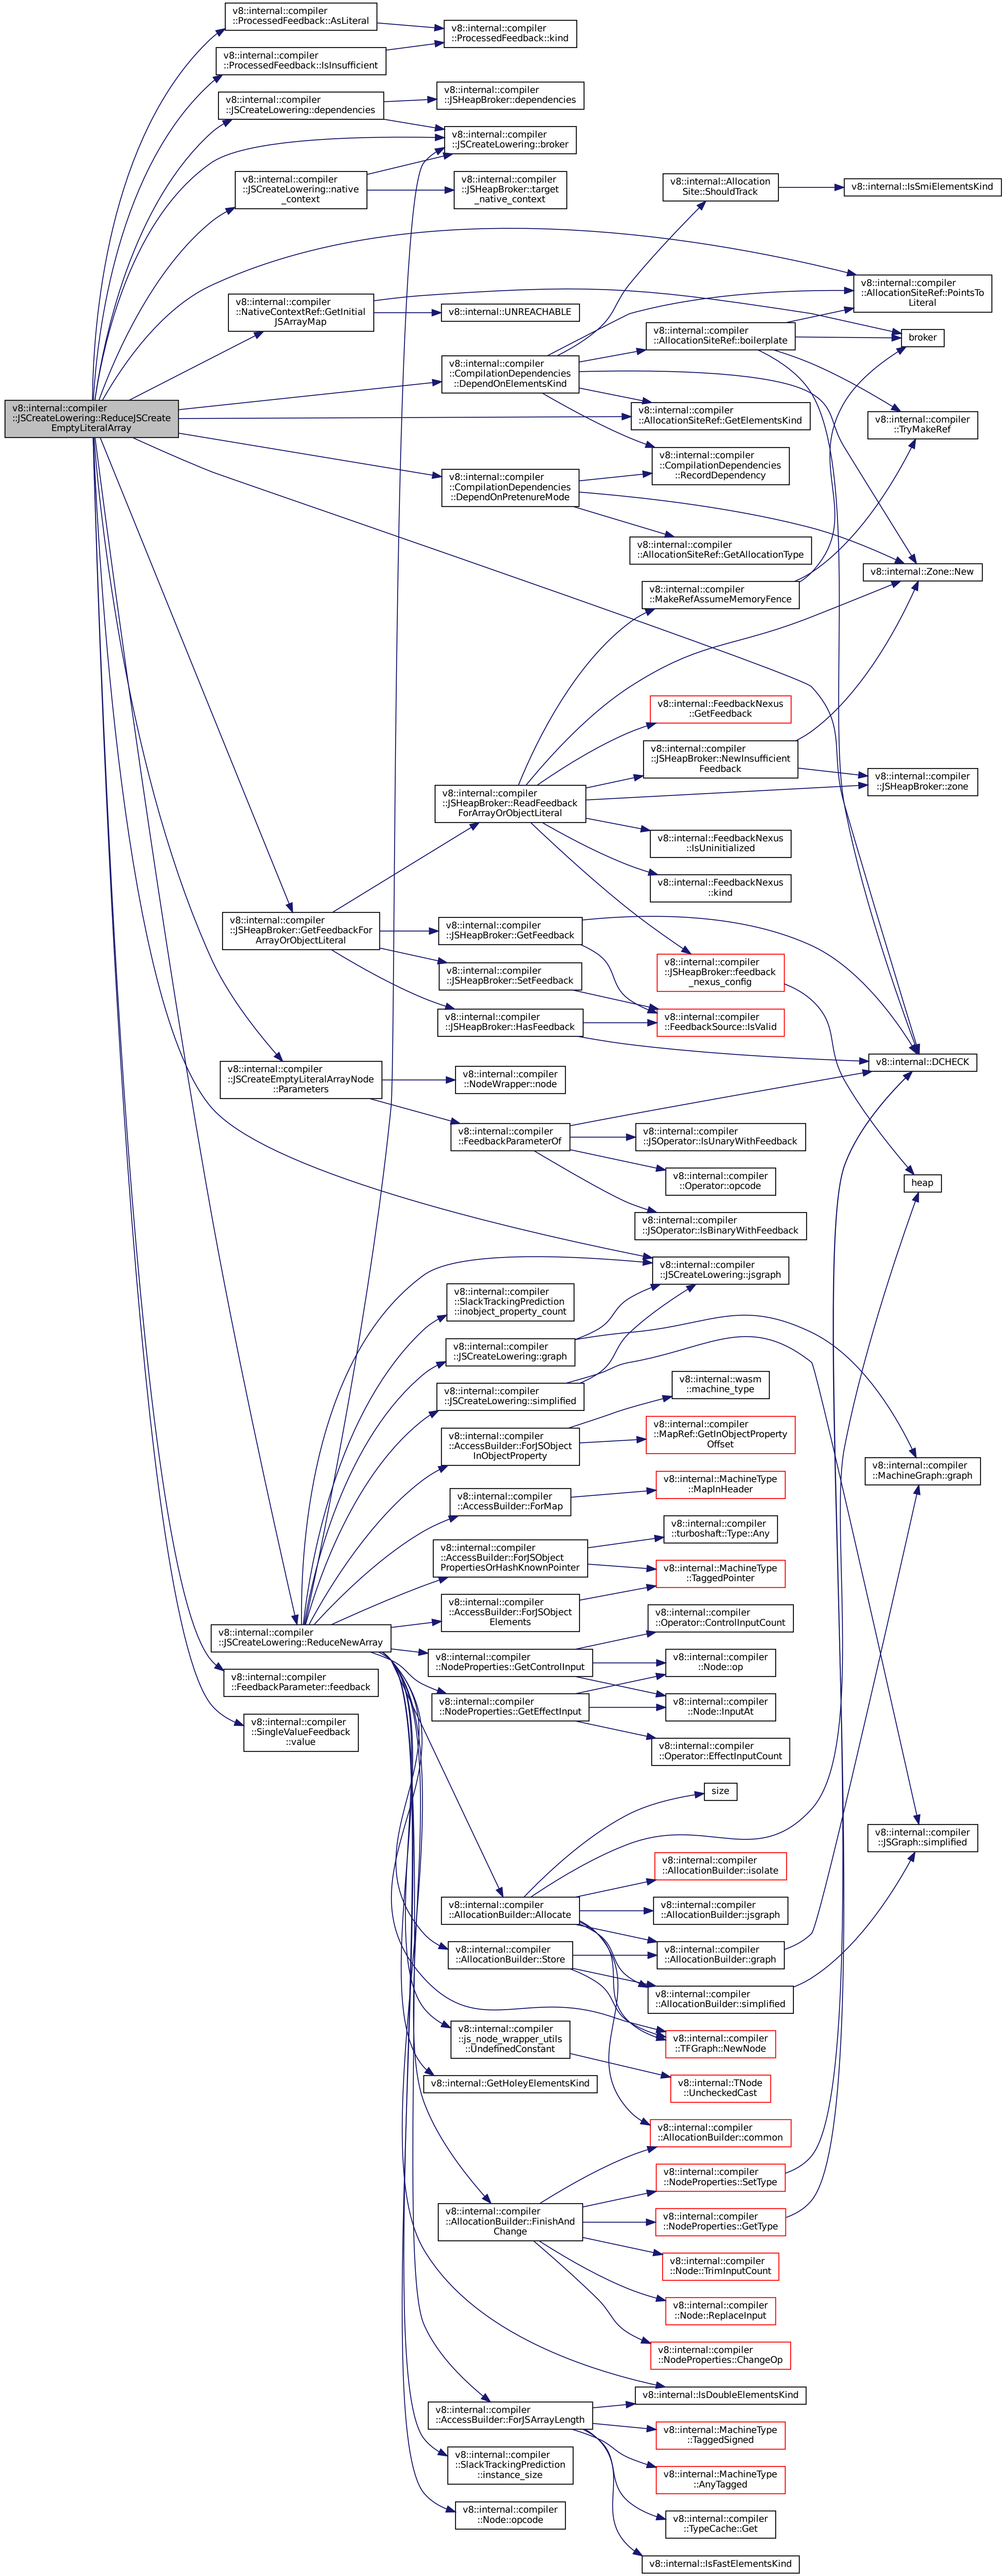 v8::internal::compiler
::ProcessedFeedback::AsLiteral
v8::internal::compiler
::ProcessedFeedback::kind
v8::internal::compiler
::ProcessedFeedback::IsInsufficient
v8::internal::compiler
::JSHeapBroker::dependencies
v8::internal::compiler
::JSCreateLowering::dependencies
v8::internal::compiler
::JSCreateLowering::broker
v8::internal::compiler
::JSCreateLowering::native
_context
v8::internal::compiler
::JSHeapBroker::target
_native_context
v8::internal::Allocation
Site::ShouldTrack
v8::internal::IsSmiElementsKind
v8::internal::compiler
::AllocationSiteRef::PointsTo
Literal
v8::internal::compiler
::NativeContextRef::GetInitial
JSArrayMap
v8::internal::UNREACHABLE
v8::internal::compiler
::AllocationSiteRef::boilerplate
broker
v8::internal::compiler
::CompilationDependencies
::DependOnElementsKind
v8::internal::compiler
::JSCreateLowering::ReduceJSCreate
EmptyLiteralArray
v8::internal::compiler
::AllocationSiteRef::GetElementsKind
v8::internal::compiler
::TryMakeRef
v8::internal::compiler
::CompilationDependencies
::RecordDependency
v8::internal::compiler
::CompilationDependencies
::DependOnPretenureMode
v8::internal::compiler
::AllocationSiteRef::GetAllocationType
v8::internal::Zone::New
v8::internal::compiler
::MakeRefAssumeMemoryFence
v8::internal::FeedbackNexus
::GetFeedback
v8::internal::compiler
::JSHeapBroker::NewInsufficient
Feedback
v8::internal::compiler
::JSHeapBroker::zone
v8::internal::compiler
::JSHeapBroker::ReadFeedback
ForArrayOrObjectLiteral
v8::internal::FeedbackNexus
::IsUninitialized
v8::internal::FeedbackNexus
::kind
v8::internal::compiler
::JSHeapBroker::GetFeedbackFor
ArrayOrObjectLiteral
v8::internal::compiler
::JSHeapBroker::GetFeedback
v8::internal::compiler
::JSHeapBroker::feedback
_nexus_config
v8::internal::compiler
::JSHeapBroker::SetFeedback
v8::internal::compiler
::JSHeapBroker::HasFeedback
v8::internal::compiler
::FeedbackSource::IsValid
v8::internal::DCHECK
v8::internal::compiler
::JSCreateEmptyLiteralArrayNode
::Parameters
v8::internal::compiler
::NodeWrapper::node
v8::internal::compiler
::FeedbackParameterOf
v8::internal::compiler
::JSOperator::IsUnaryWithFeedback
v8::internal::compiler
::Operator::opcode
heap
v8::internal::compiler
::JSOperator::IsBinaryWithFeedback
v8::internal::compiler
::JSCreateLowering::jsgraph
v8::internal::compiler
::SlackTrackingPrediction
::inobject_property_count
v8::internal::compiler
::JSCreateLowering::graph
v8::internal::compiler
::JSCreateLowering::simplified
v8::internal::wasm
::machine_type
v8::internal::compiler
::AccessBuilder::ForJSObject
InObjectProperty
v8::internal::compiler
::MapRef::GetInObjectProperty
Offset
v8::internal::compiler
::MachineGraph::graph
v8::internal::compiler
::AccessBuilder::ForMap
v8::internal::MachineType
::MapInHeader
v8::internal::compiler
::AccessBuilder::ForJSObject
PropertiesOrHashKnownPointer
v8::internal::compiler
::turboshaft::Type::Any
v8::internal::MachineType
::TaggedPointer
v8::internal::compiler
::AccessBuilder::ForJSObject
Elements
v8::internal::compiler
::Operator::ControlInputCount
v8::internal::compiler
::JSCreateLowering::ReduceNewArray
v8::internal::compiler
::NodeProperties::GetControlInput
v8::internal::compiler
::Node::op
v8::internal::compiler
::FeedbackParameter::feedback
v8::internal::compiler
::NodeProperties::GetEffectInput
v8::internal::compiler
::Node::InputAt
v8::internal::compiler
::SingleValueFeedback
::value
v8::internal::compiler
::Operator::EffectInputCount
size
v8::internal::compiler
::JSGraph::simplified
v8::internal::compiler
::AllocationBuilder::isolate
v8::internal::compiler
::AllocationBuilder::Allocate
v8::internal::compiler
::AllocationBuilder::jsgraph
v8::internal::compiler
::AllocationBuilder::Store
v8::internal::compiler
::AllocationBuilder::graph
v8::internal::compiler
::AllocationBuilder::simplified
v8::internal::compiler
::js_node_wrapper_utils
::UndefinedConstant
v8::internal::compiler
::TFGraph::NewNode
v8::internal::GetHoleyElementsKind
v8::internal::TNode
::UncheckedCast
v8::internal::compiler
::AllocationBuilder::common
v8::internal::compiler
::NodeProperties::SetType
v8::internal::compiler
::AllocationBuilder::FinishAnd
Change
v8::internal::compiler
::NodeProperties::GetType
v8::internal::compiler
::Node::TrimInputCount
v8::internal::compiler
::Node::ReplaceInput
v8::internal::compiler
::NodeProperties::ChangeOp
v8::internal::IsDoubleElementsKind
v8::internal::compiler
::AccessBuilder::ForJSArrayLength
v8::internal::MachineType
::TaggedSigned
v8::internal::compiler
::SlackTrackingPrediction
::instance_size
v8::internal::MachineType
::AnyTagged
v8::internal::compiler
::Node::opcode
v8::internal::compiler
::TypeCache::Get
v8::internal::IsFastElementsKind